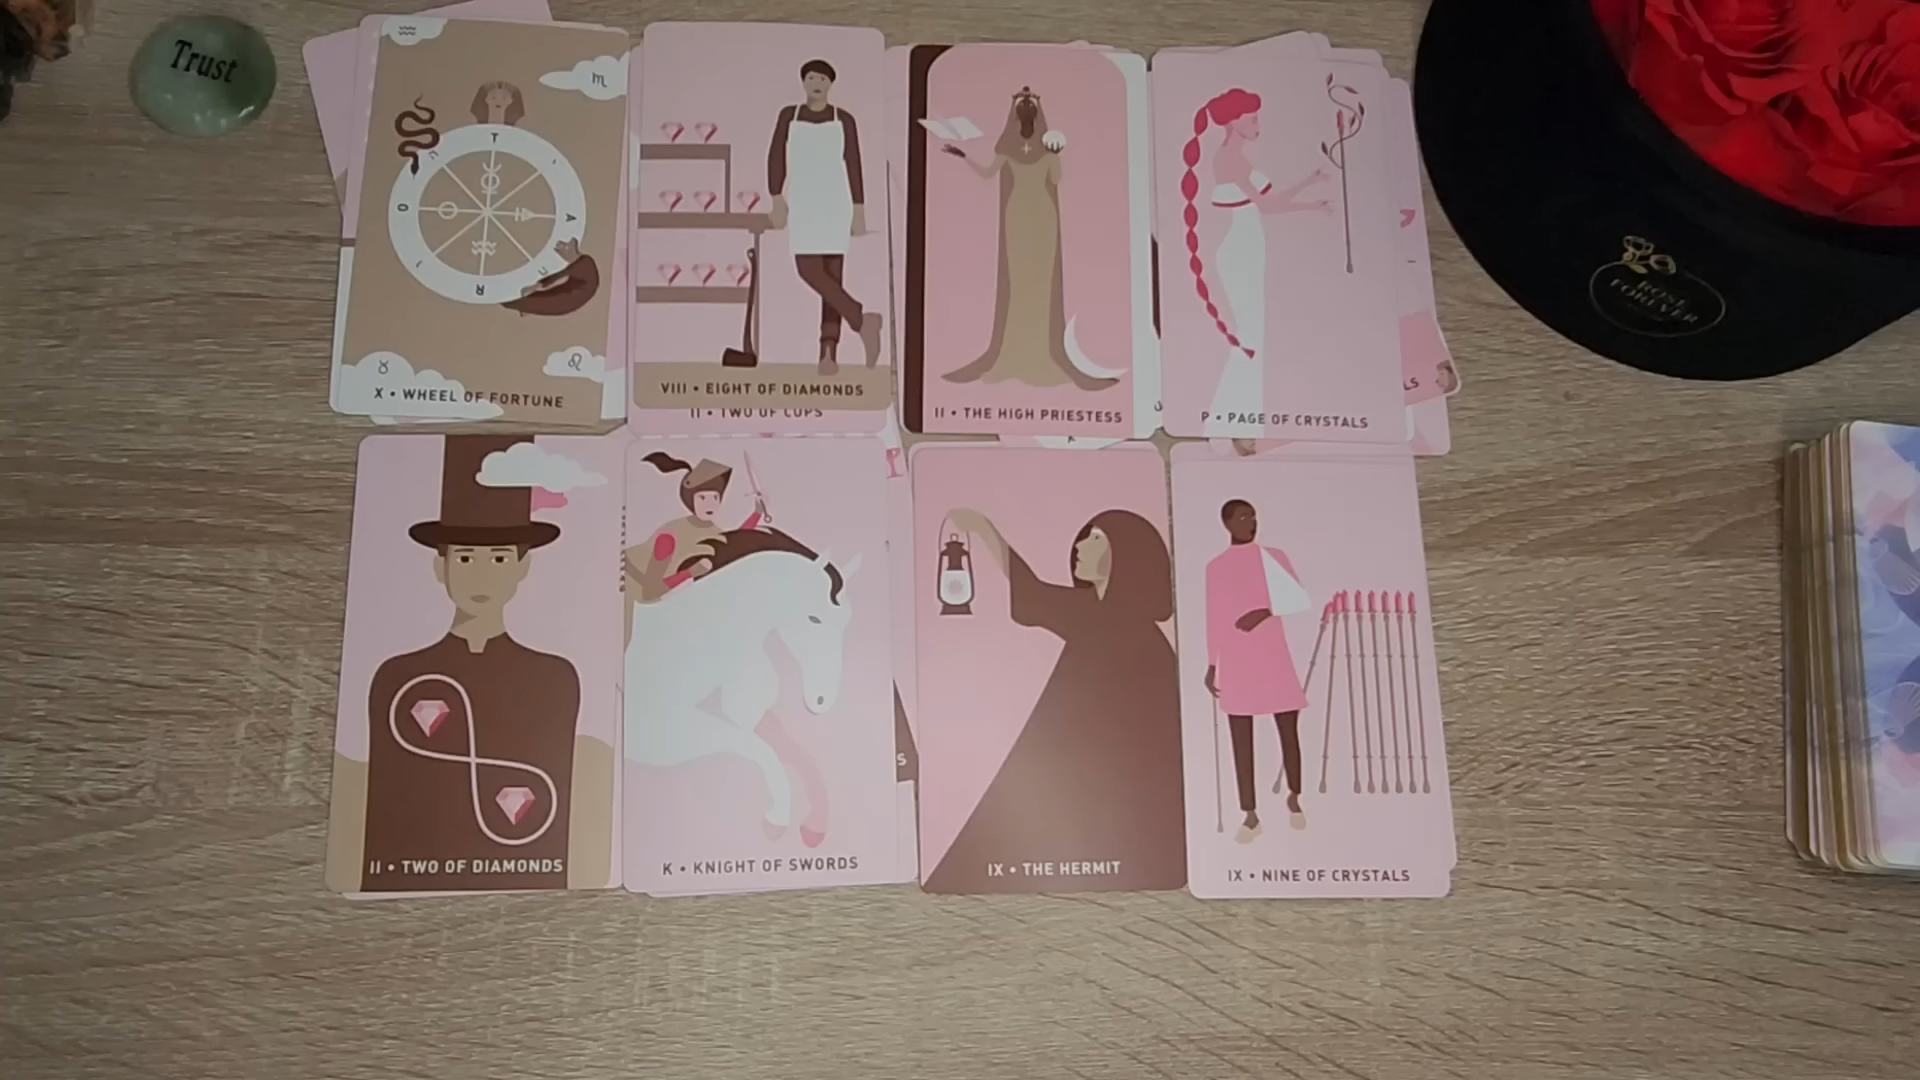 Trust
T
A
R
O
X • WHEEL OF FORTUNE
VIII • EIGHT OF DIAMONDS
II • TWO OF CUPS
II • THE HIGH PRIESTESS
P • PAGE OF CRYSTALS
LS
ROSE
FOREVER
II • TWO OF DIAMONDS
K • KNIGHT OF SWORDS
S
IX • THE HERMIT
IX • NINE OF CRYSTALS